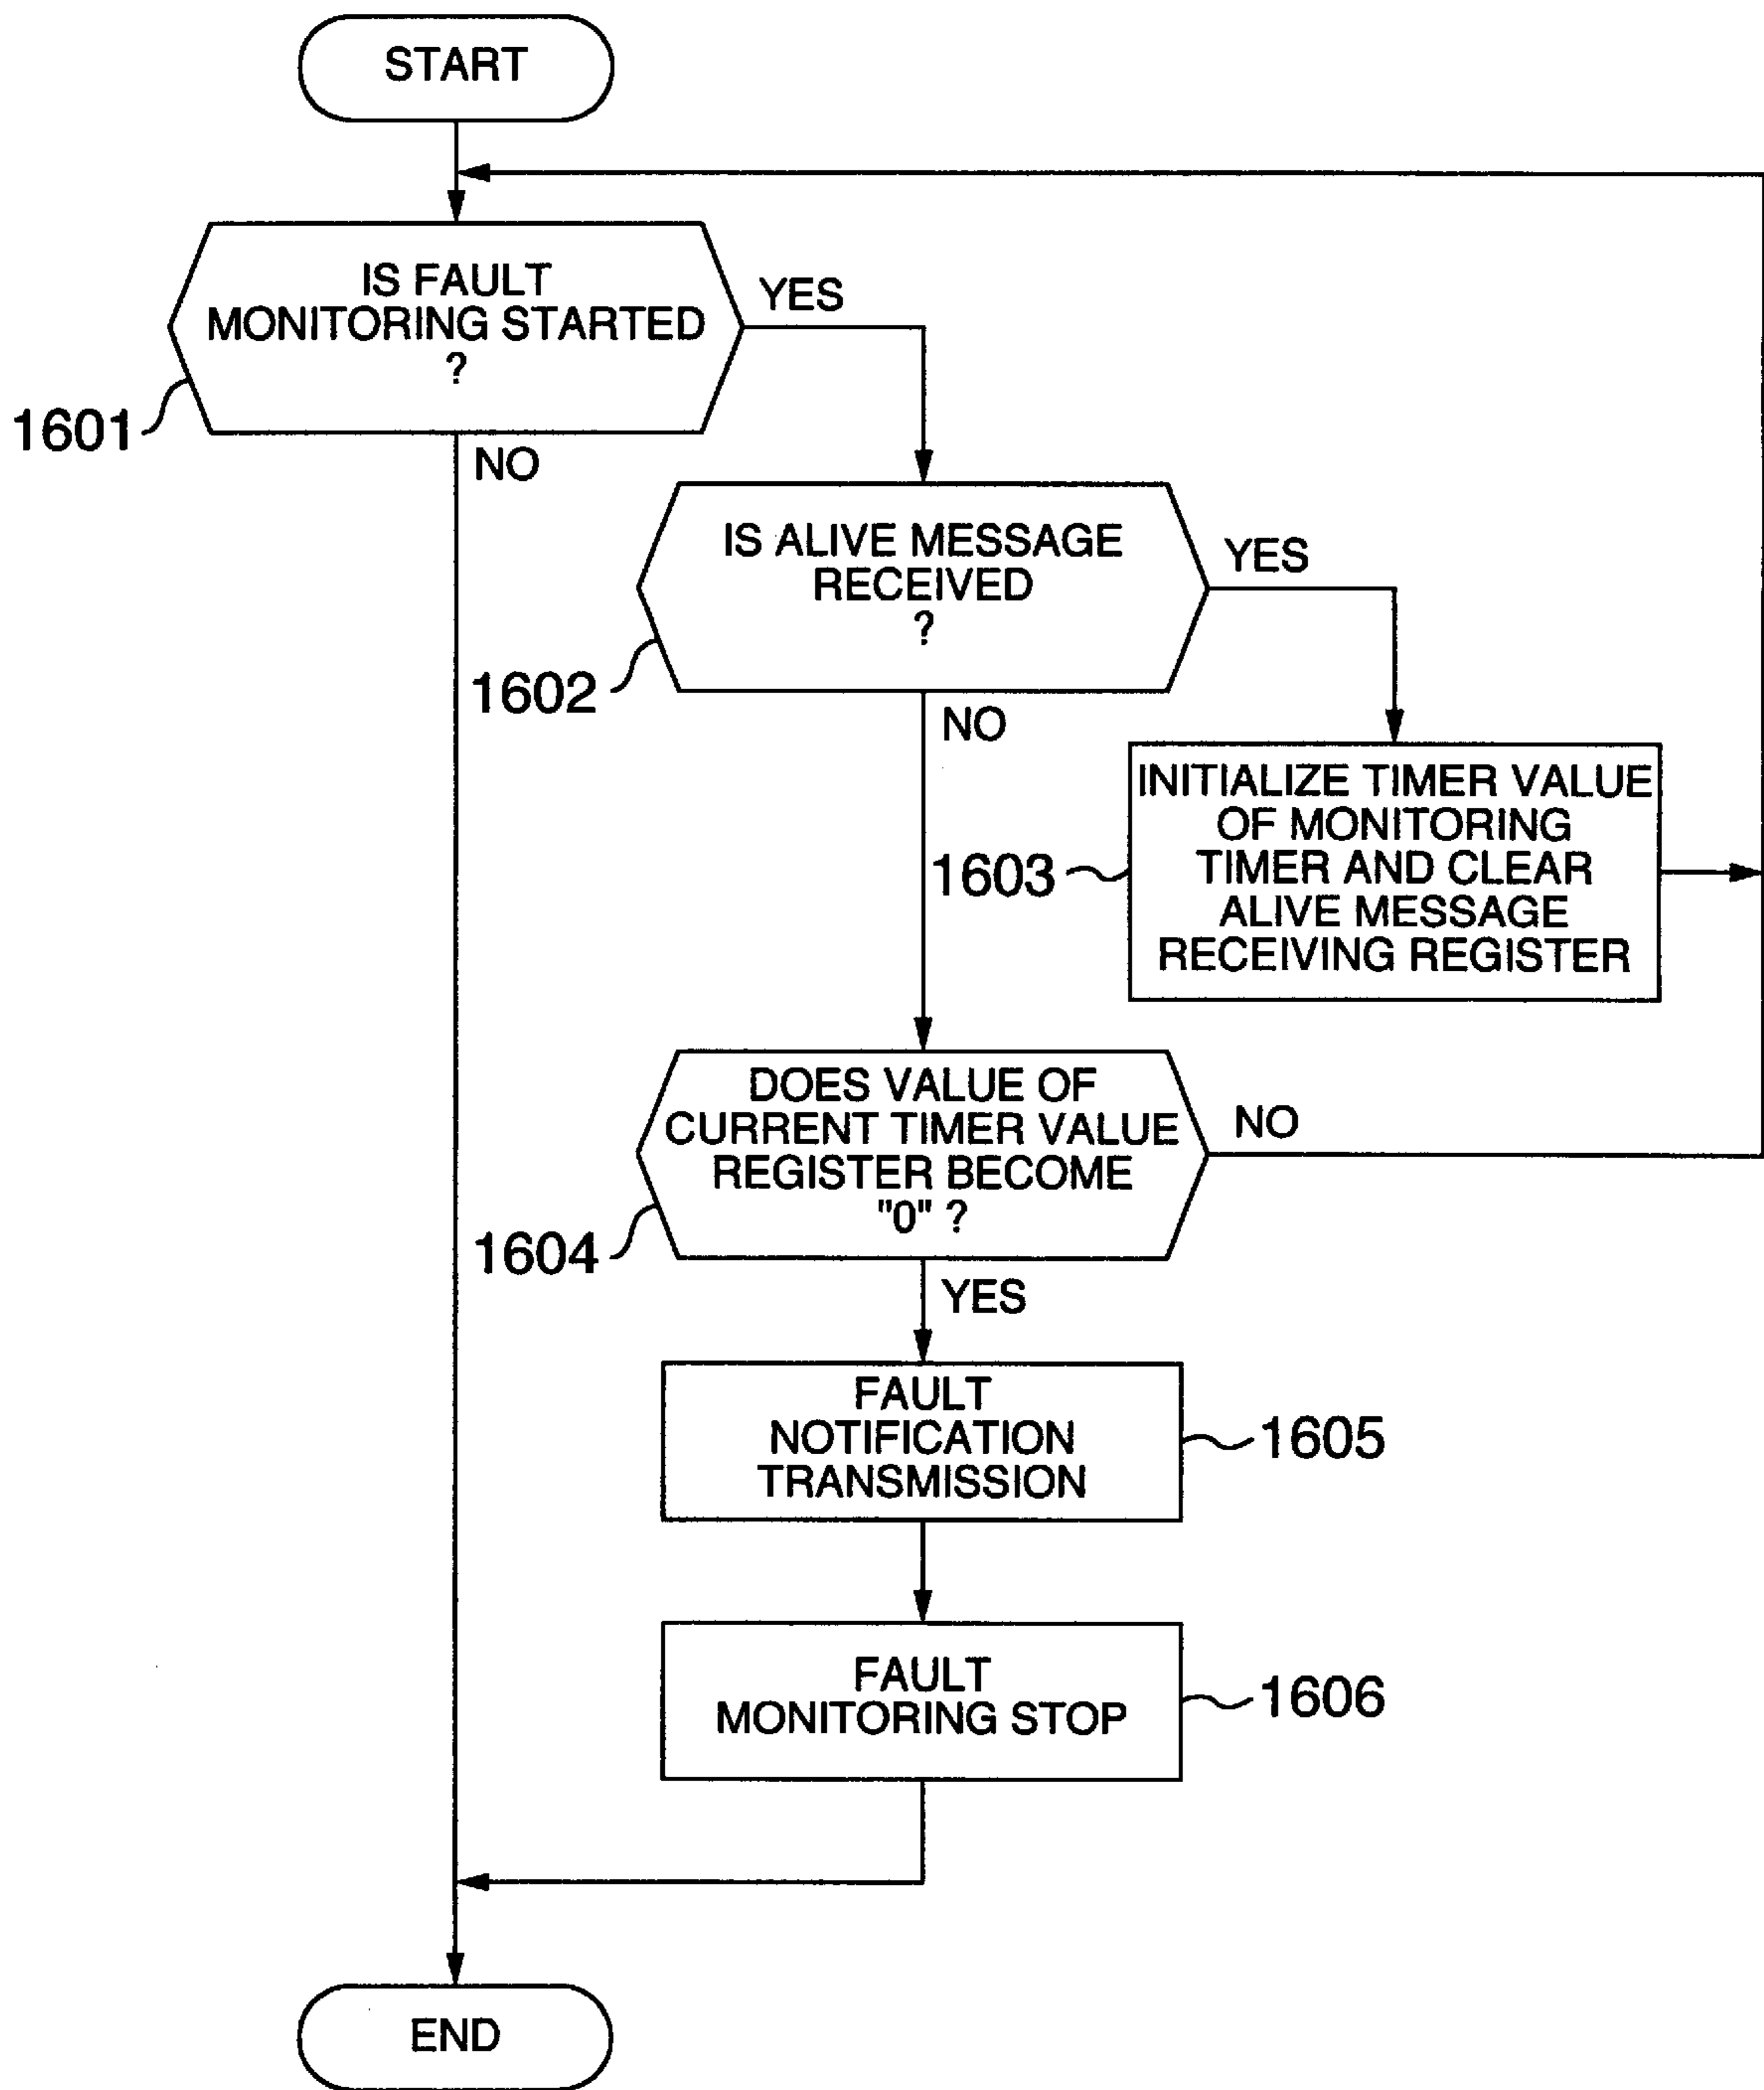 START
IS FAULT
MONITORING STARTED
?
YES
1601
NO
IS ALIVE MESSAGE
RECEIVED
?
YES
1602
NO
INITIALIZE TIMER VALUE
OF MONITORING
TIMER AND CLEAR
ALIVE MESSAGE
RECEIVING REGISTER
1603
DOES VALUE OF
CURRENT TIMER VALUE
REGISTER BECOME
"0" ?
NO
1604
YES
FAULT
NOTIFICATION
TRANSMISSION
1605
FAULT
MONITORING STOP
1606
END